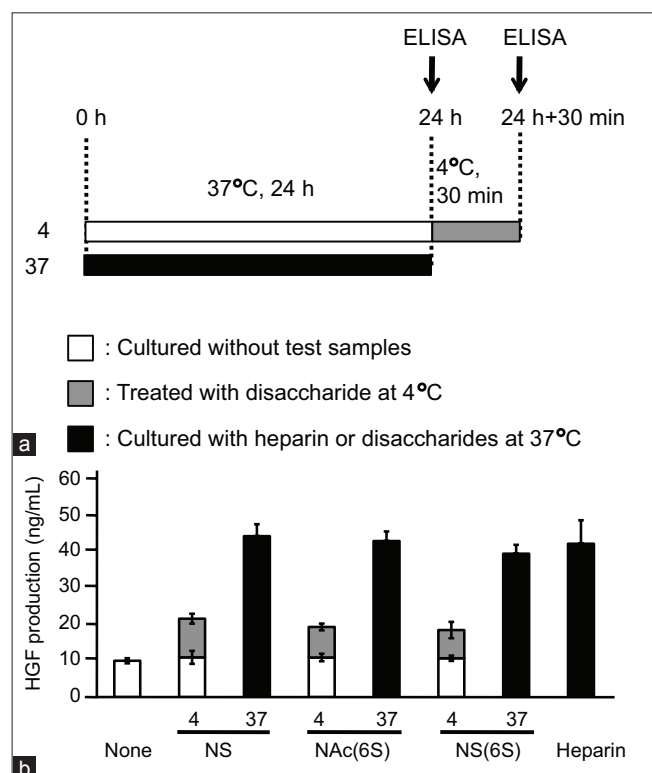 ELISA ELISA
0 h 24 h 24 h+30 min
37°C, 24 h 4°C,
30 min
4
37
: Cultured without test samples
: Treated with disaccharide at 4°C
a : Cultured with heparin or disaccharides at 37°C
HGF production (ng/mL)
60
50
40
30
20
10
0
4 37 4 37 4 37
None NS NAc(6S) NS(6S) Heparin
b